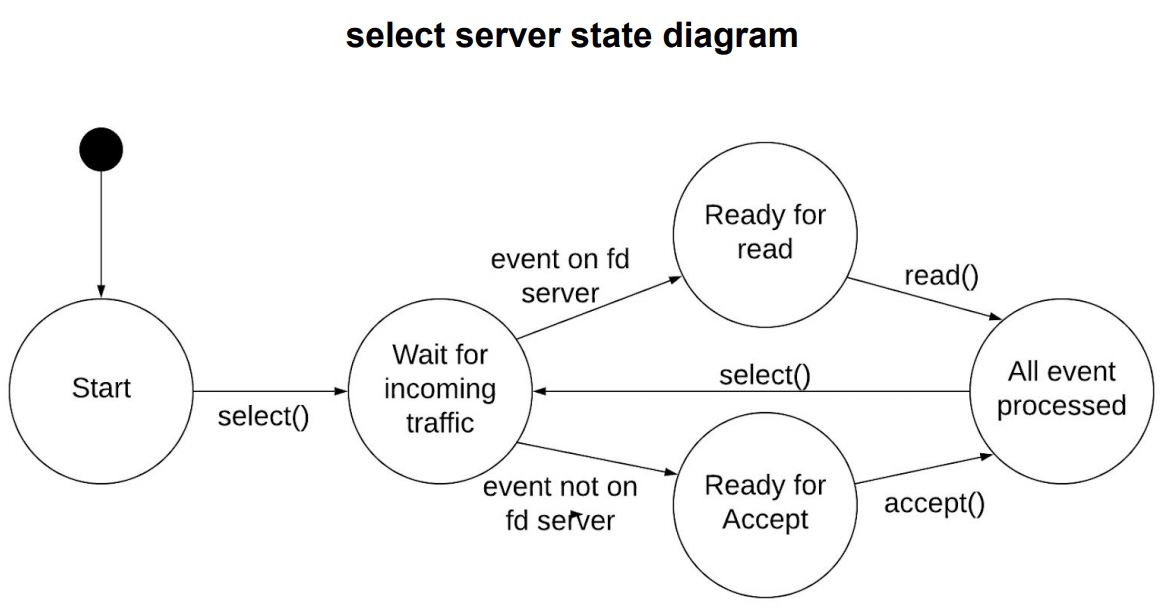 select server state diagram
Ready for
read
event on fd
server
read()
Wait for
incoming
traffic
Start
select()
select()
All event
processed
event not on
fd server
Ready for
Accept
accept()